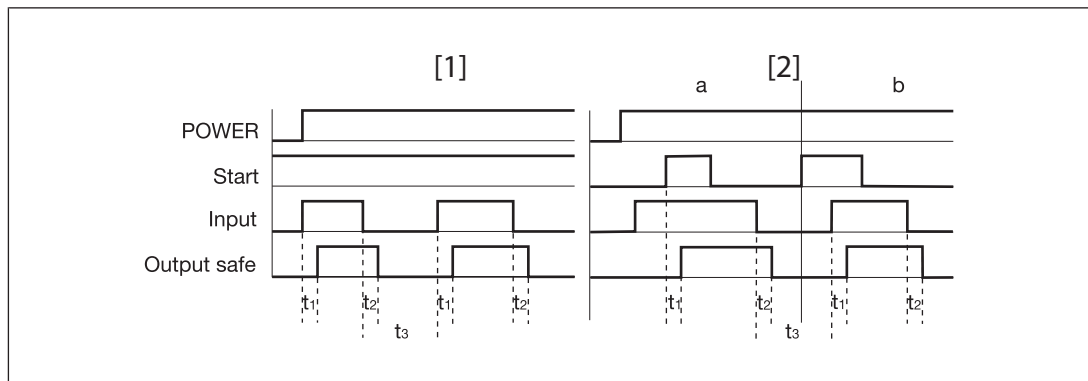 [1] [2]
a b
POWER
Start
Input
Output safe
t1 t2 t1 t2 t1 t2 t1 t2
t3 t3